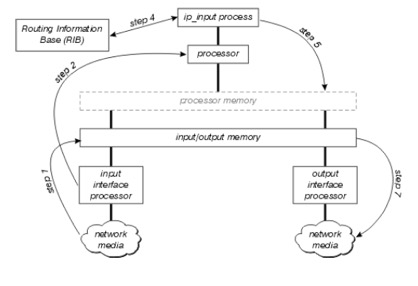 step 4
ip_input process
Routing Information
Base (RIB)
step 5
processor
step 2
processor memory
input/output memory
input
interface
processor
output
interface
processor
step 1
step 7
network
media
network
media